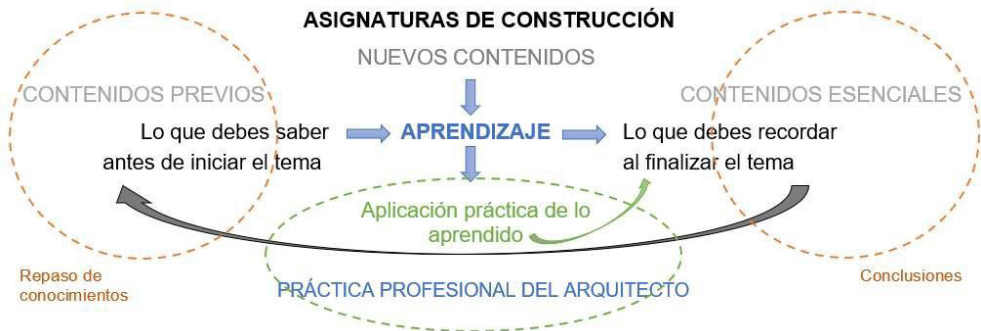 ASIGNATURAS DE CONSTRUCCIÓN
NUEVOS CONTENIDOS
CONTENIDOS PREVIOS
Lo que debes saber
antes de iniciar el tema
APRENDIZAJE
CONTENIDOS ESENCIALES
Lo que debes recordar
al finalizar el tema
Aplicación práctica de lo
aprendido
Repaso de
conocimientos
PRÁCTICA PROFESIONAL DEL ARQUITECTO
Conclusiones